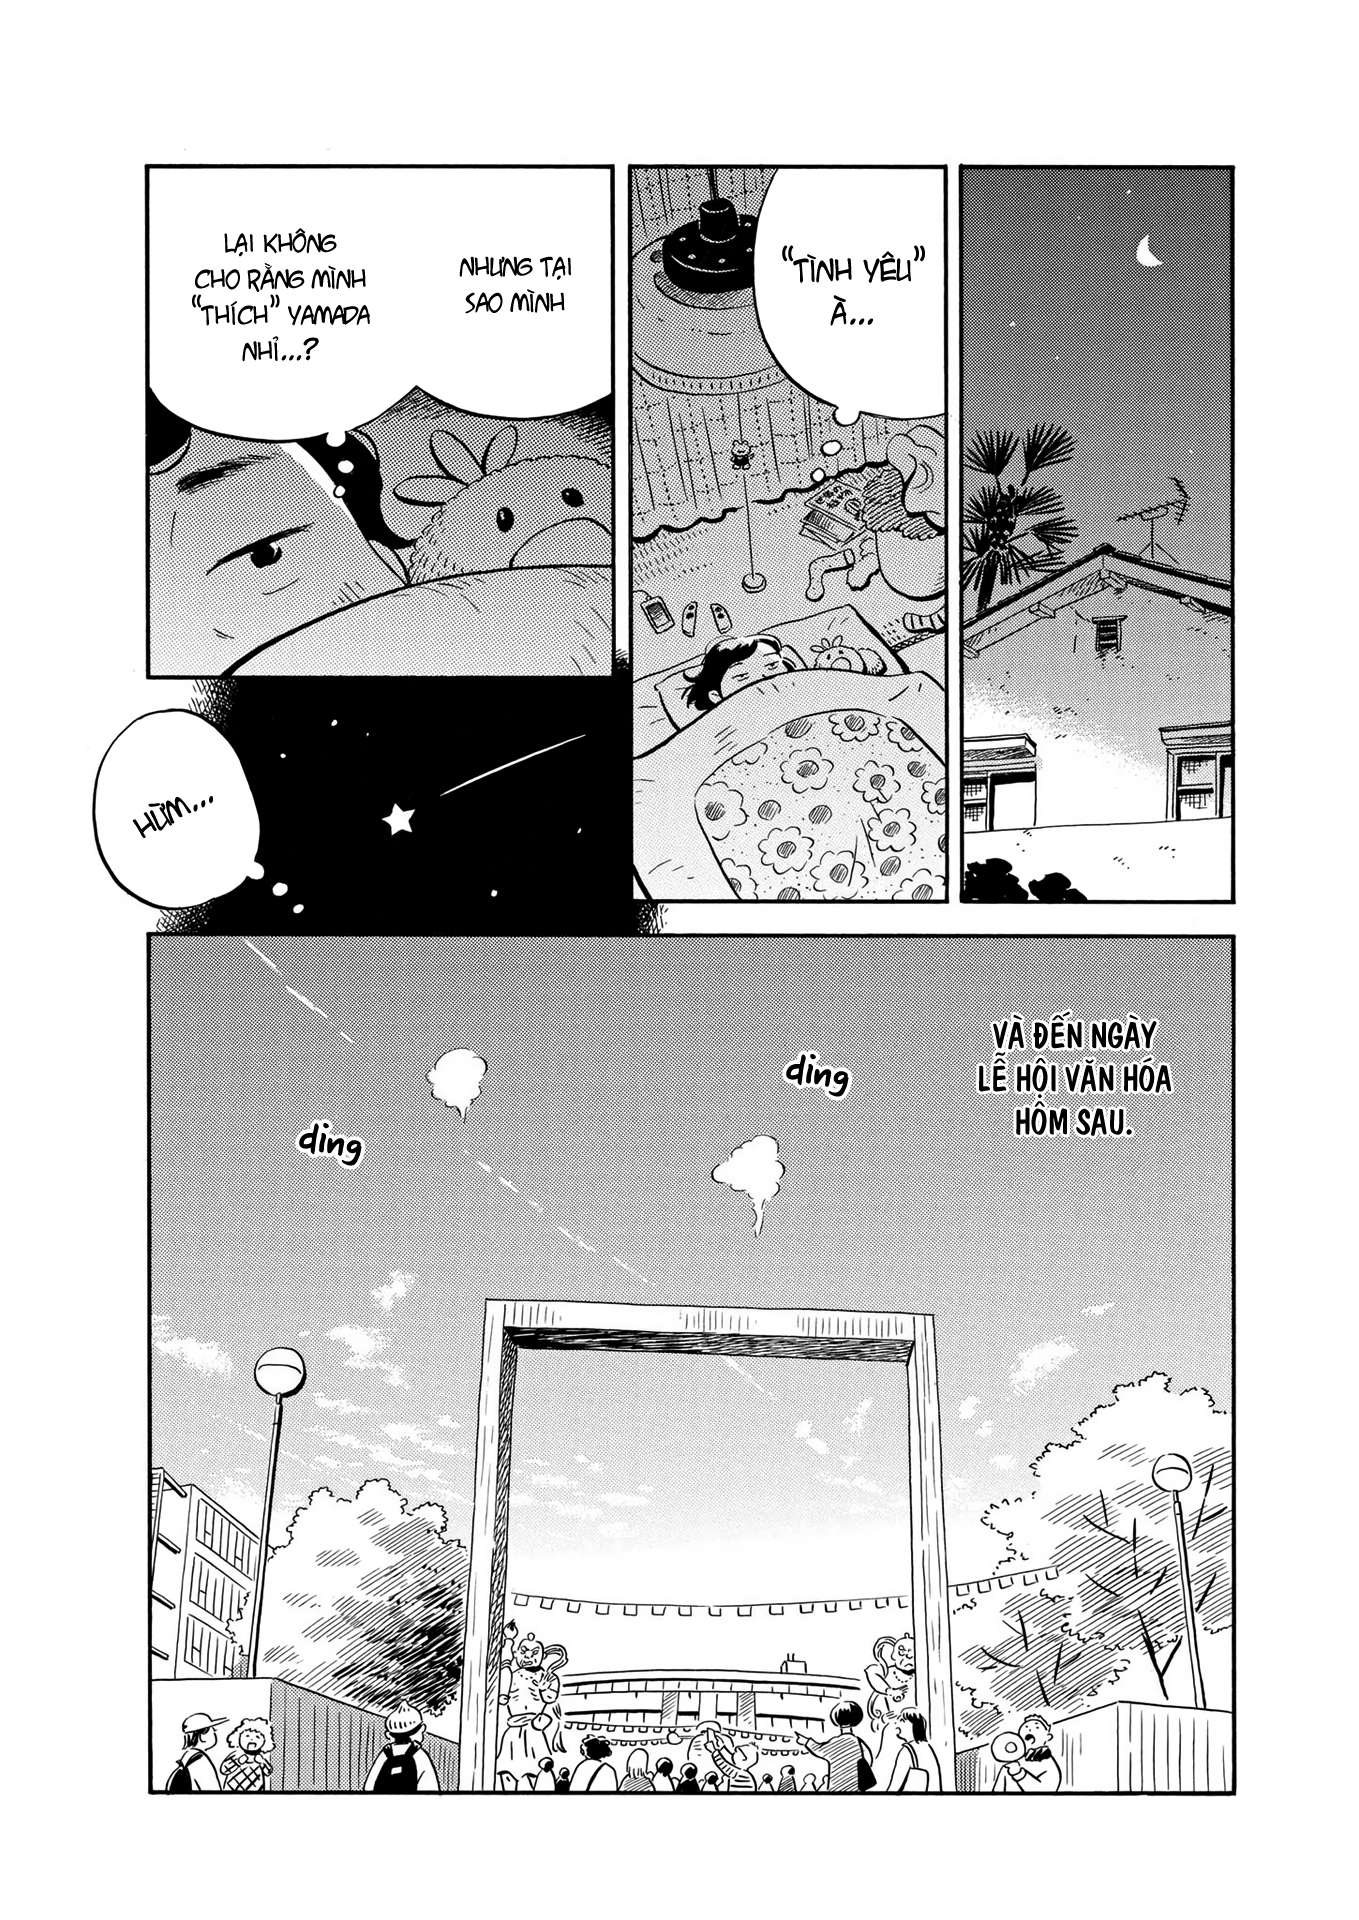 “TÌNH YÊU”
À...
NHƯNG TẠI
SAO MÌNH
LẠI KHÔNG
CHO RẰNG MÌNH
“THÍCH” YAMADA
NHỈ...?
HỪM...
VÀ ĐẾN NGÀY
LỄ HỘI VĂN HÓA
HÔM SAU.
ding
ding